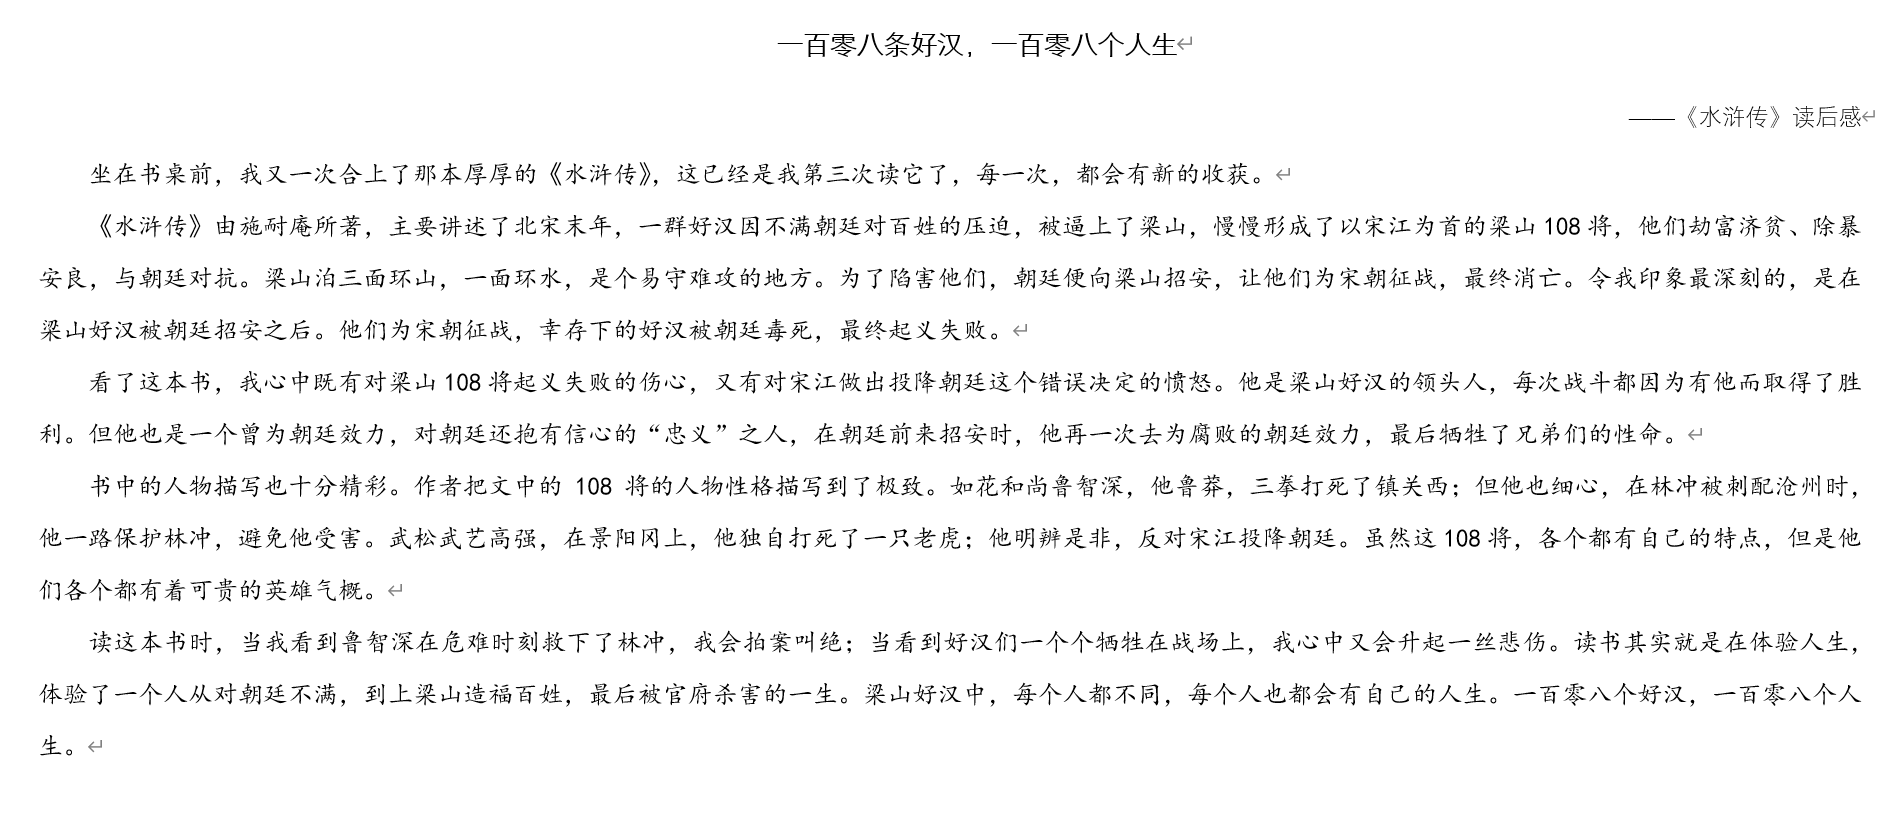 一百零八条好汉，一百零八个人生
——《水浒传》读后感
坐在书桌前，我又一次合上了那本厚厚的《水浒传》，这已经是我第三次读它了，每一次，都会有新的收获。
《水浒传》由施耐庵所著，主要讲述了北宋末年，一群好汉因不满朝廷对百姓的压迫，被逼上了梁山，慢慢形成了以宋江为首的梁山108将，他们劫富济贫、除暴
安良，与朝廷对抗。梁山泊三面环山，一面环水，是个易守难攻的地方。为了陷害他们，朝廷便向梁山招安，让他们为宋朝征战，最终消亡。令我印象最深刻的，是在
梁山好汉被朝廷招安之后。他们为宋朝征战，幸存下的好汉被朝廷毒死，最终起义失败。
看了这本书，我心中既有对梁山108将起义失败的伤心，又有对宋江做出投降朝廷这个错误决定的愤怒。他是梁山好汉的领头人，每次战斗都因为有他而取得了胜
利。但他也是一个曾为朝廷效力，对朝廷还抱有信心的“忠义”之人，在朝廷前来招安时，他再一次去为腐败的朝廷效力，最后牺牲了兄弟们的性命。
书中的人物描写也十分精彩。作者把文中的 108 将的人物性格描写到了极致。如花和尚鲁智深，他鲁莽，三拳打死了镇关西；但他也细心，在林冲被刺配沧州时，
他一路保护林冲，避免他受害。武松武艺高强，在景阳冈上，他独自打死了一只老虎；他明辨是非，反对宋江投降朝廷。虽然这108将，各个都有自己的特点，但是他
们各个都有着可贵的英雄气概。
读这本书时，当我看到鲁智深在危难时刻救下了林冲，我会拍案叫绝；当看到好汉们一个个牺牲在战场上，我心中又会升起一丝悲伤。读书其实就是在体验人生，
体验了一个人从对朝廷不满，到上梁山造福百姓，最后被官府杀害的一生。梁山好汉中，每个人都不同，每个人也都会有自己的人生。一百零八个好汉，一百零八个人
生。